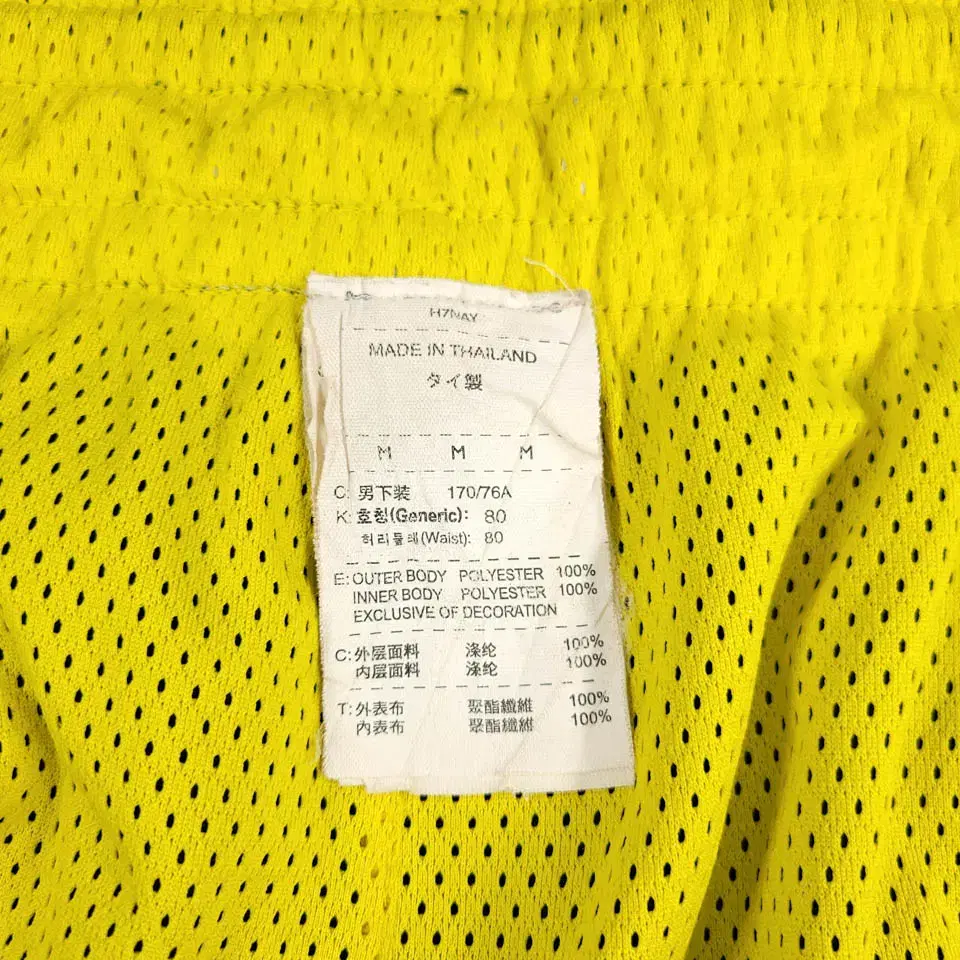 H7NAY
MADE IN THAILAND
タイ製
M M M
C: 男下装 170/76A
K: 호칭(Generic): 80
허리둘레(Waist): 80
E: OUTER BODY POLYESTER 100%
INNER BODY POLYESTER 100%
EXCLUSIVE OF DECORATION
C: 外层面料 涤纶 100%
内层面料 涤纶 100%
T: 外表布 聚酯纖維 100%
內表布 聚酯纖維 100%